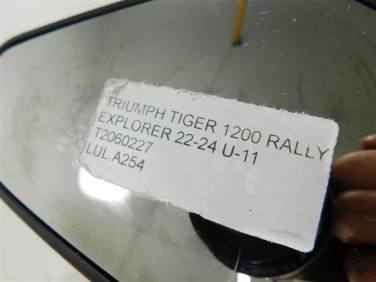 TRIUMPH TIGER 1200 RALLY
EXPLORER 22-24 U-11
T2060227
LUL.A254